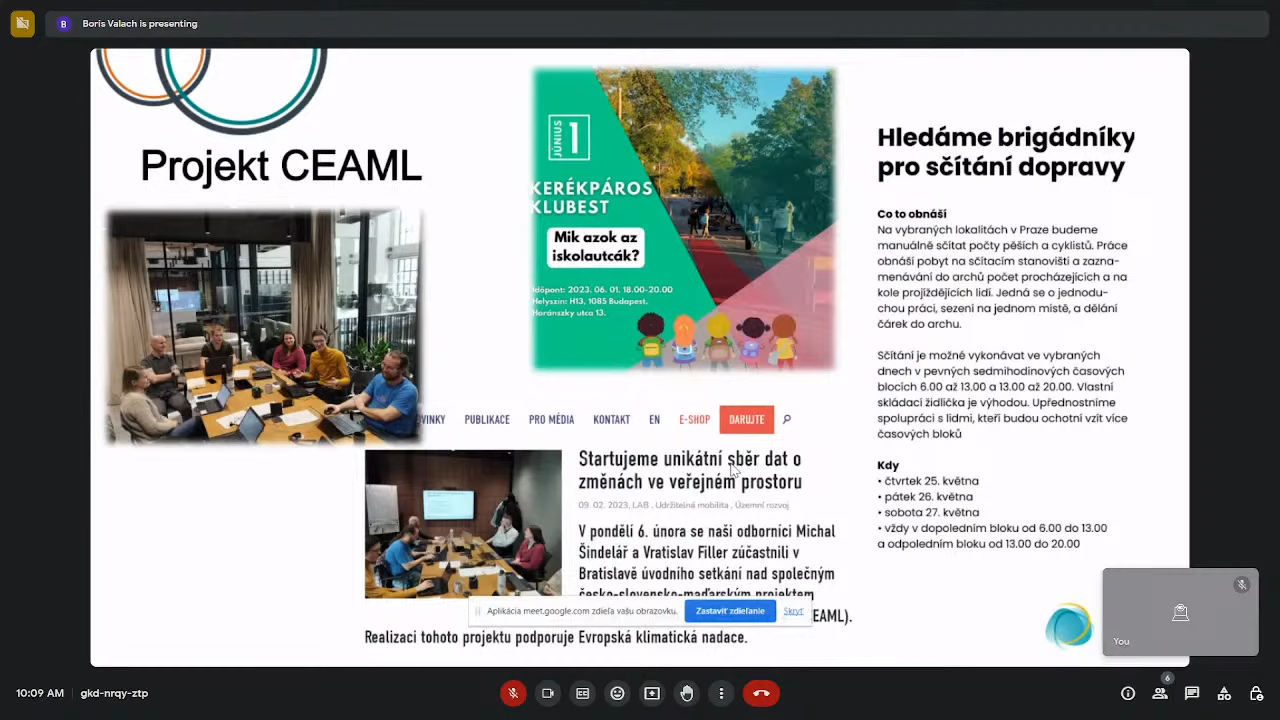 B
Boris Valach is presenting
Projekt CEAML
JÚNIUS
1
KERÉKPÁROS
KLUBEST
Mik azok az
iskolautcák?
Időpont: 2023. 06. 01. 18.00-20.00
Helyszín: H13, 1085 Budapest,
Horánszky utca 13.
Hledáme brigádníky
pro sčítání dopravy
Co to obnáší
Na vybraných lokalitách v Praze budeme
manuálně sčítat počty pěších a cyklistů. Práce
obnáší pobyt na sčítacím stanovišti a zazna-
menávání do archů počet procházejících a na
kole projíždějících lidí. Jedná se o jednodu-
chou práci, sezení na jednom místě, a dělání
čárek do archu.
Sčítání je možné vykonávat ve vybraných
dnech v pevných sedmihodinových časových
blocích 6.00 až 13.00 a 13.00 až 20.00. Vlastní
skládací židlička je výhodou. Upřednostníme
spolupráci s lidmi, kteří budou ochotní vzít více
časových bloků
Kdy
• čtvrtek 25. května
• pátek 26. května
• sobota 27. května
• vždy v dopoledním bloku od 6.00 do 13.00
a odpoledním bloku od 13.00 do 20.00
OVINKY PUBLIKACE PRO MÉDIA KONTAKT EN E-SHOP DARUJTE
Startujeme unikátní sběr dat o
změnách ve veřejném prostoru
09. 02. 2023, LAB , Udržitelná mobilita , Územní rozvoj
V pondělí 6. února se naši odborníci Michal
Šindelář a Vratislav Filler zúčastnili v
Bratislavě úvodního setkání nad společným
česko-slovensko-maďarským projektem
EAML).
Realizaci tohoto projektu podporuje Evropská klimatická nadace.
Aplikácia meet.google.com zdieľa vašu obrazovku. Zastaviť zdieľanie Skryť
You
6
10:09 AM gkd-nrqy-ztp